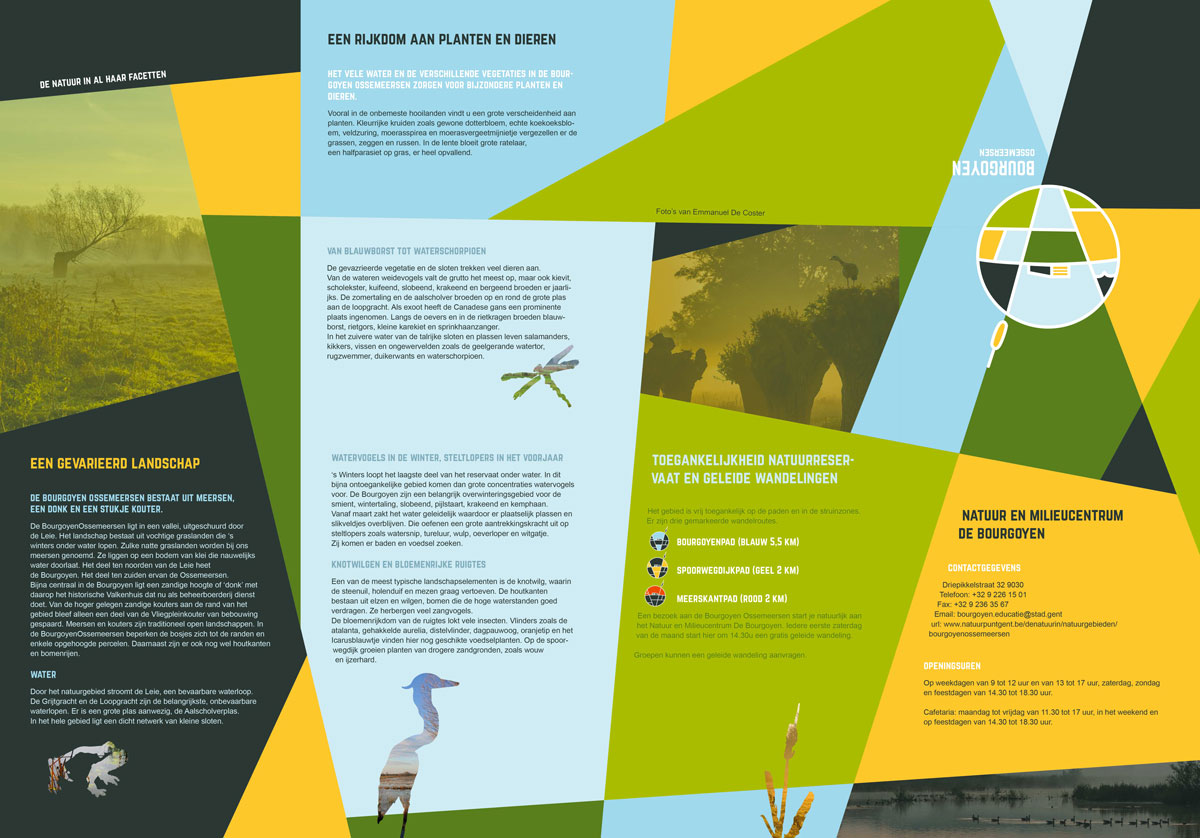 DE NATUUR IN AL HAAR FACETTEN
EEN GEVARIEERD LANDSCHAP
DE BOURGOYEN OSSEMEERSEN BESTAAT UIT MEERSEN,
EEN DONK EN EEN STUKJE KOUTER.
De BourgoyenOssemeersen ligt in een vallei, uitgeschuurd door
de Leie. Het landschap bestaat uit vochtige graslanden die 's
winters onder water lopen. Zulke natte graslanden worden bij ons
meersen genoemd. Ze liggen op een bodem van klei die nauwelijks
water doorlaat. Het deel ten noorden van de Leie heet
de Bourgoyen. Het deel ten zuiden ervan de Ossemeersen.
Bijna centraal in de Bourgoyen ligt een zandige hoogte of 'donk' met
daarop het historische Valkenhuis dat nu als beheerboerderij dienst
doet. Van de hoger gelegen zandige kouters aan de rand van het
gebied bleef slleen een deel van de Vliegpleinkouter van bebouwing
gespaard. Meersen en kouters zijn traditioneel open landschappen. In
de BourgoyenOssemeersen beperken de bosjes zich tot de randen en
enkele opgehoogde percelen. Daarnaast zijn er ook nog wel houtkanten
en bomenrijen.
WATER
Door het natuurgebied stroomt de Leie, een bevaarbare waterloop.
De Grijtgracht en de Loopgracht zijn de belangrijkste, onbevaarbare
waterlopen. Er is een grote plas aanwezig, de Aalscholverplas.
In het hele gebied ligt een dicht netwerk van kleine sloten.
EEN RIJKDOM AAN PLANTEN EN DIEREN
HET VELE WATER EN DE VERSCHILLENDE VEGETATIES IN DE BOUR-
GOYEN OSSEMEERSEN ZORGEN VOOR BIJZONDERE PLANTEN EN
DIEREN.
Vooral in de onbemeste hooilanden vindt u een grote verscheidenheid aan
planten. Kleurrijke kruiden zoals gewone dotterbloem, echte koekoeksblo-
em, veldzuring, moerasspirea en moerasvergeetmijnietje vergezellen er de
grassen, zeggen en russen. In de lente bloeit grote ratelaar,
een halfparasiet op gras, er heel opvallend.
VAN BLAUWBORST TOT WATERSCHORPIOEN
De gevazrieerde vegetatie en de sloten trekken veel dieren aan.
Van de wateren weidevogels valt de grutto het meest op, maar ook kievit,
scholekster, kuifeend, slobeend, krakeend en bergeend broeden er jaarli-
jks. De zomertaling en de aalscholver broeden op en rond de grote plas
aan de loopgracht. Als exoot heeft de Canadese gans een prominente
plaats ingenomen. Langs de oevers en in de rietkragen broeden blauw-
borst, rietgors, kleine karekiet en sprinkhaanzanger.
In het zuivere water van de talrijke sloten en plassen leven salamanders,
kikkers, vissen en ongewervelden zoals de geelgerande watertor,
rugzwemmer, duikerwants en waterschorpioen.
WATERVOGELS IN DE WINTER, STELTLOPERS IN HET VOORJAAR
's Winters loopt het laagste deel van het reservaat onder water. In dit
bijna ontoegankelijke gebied komen dan grote concentraties watervogels
voor. De Bourgoyen zijn een belangrijk overwinteringsgebied voor de
smient, wintertaling, slobeend, pijlstaart, krakeend en kemphaan.
Vanaf maart zakt het water geleidelijk waardoor er plaatselijk plassen en
slikveldjes overblijven. Die oefenen een grote aantrekkingskracht uit op
steltlopers zoals watersnip, tureluur, wulp, oeverloper en witgatje.
Zij komen er baden en voedsel zoeken.
KNOTWILGEN EN BLOEMENRIJKE RUIGTES
Een van de meest typische landschapselementen is de knotwilg, waarin
de steenuil, holenduif en mezen graag vertoeven. De houtkanten
bestaan uit elzen en wilgen, bomen die de hoge waterstanden goed
verdragen. Ze herbergen veel zangvogels.
De bloemenrijkdom van de ruigtes lokt vele insecten. Vlinders zoals de
atalanta, gehakkelde aurelia, distelvlinder, dagpauwoog, oranjetip en het
Icarusblauwtje vinden hier nog geschikte voedselplanten. Op de spoor-
wegdijk groeien planten van drogere zandgronden, zoals wouw
en ijzerhard.
Foto's van Emmanuel De Coster
TOEGANKELIJKHEID NATUURRESER-
VAAT EN GELEIDE WANDELINGEN
Het gebied is vrij toegankelijk op de paden en in de struinzones.
Er zijn drie gemarkeerde wandelroutes.
BOURGOYENPAD (BLAUW 5,5 KM)
SPOORWEGDIJKPAD (GEEL 2 KM)
MEERSKANTPAD (ROOD 2 KM)
Een bezoek aan de Bourgoyen Ossemeersen start je natuurlijk aan
het Natuur en Milieucentrum De Bourgoyen. Iedere eerste zaterdag
van de maand start hier om 14.30u een gratis geleide wandeling.
Groepen kunnen een geleide wandeling aanvragen.
BOURGOYEN
OSSEMEERSEN
NATUUR EN MILIEUCENTRUM
DE BOURGOYEN
CONTACTGEGEVENS
Driepikkelstraat 32 9030
Telefoon: +32 9 226 15 01
Fax: +32 9 236 35 67
Email: bourgoyen.educatie@stad.gent
url: www.natuurpuntgent.be/denatuurin/natuurgebieden/
bourgoyenossemeersen
OPENINGSUREN
Op weekdagen van 9 tot 12 uur en van 13 tot 17 uur, zaterdag, zondag
en feestdagen van 14.30 tot 18.30 uur.
Cafetaria: maandag tot vrijdag van 11.30 tot 17 uur, in het weekend en
op feestdagen van 14.30 tot 18.30 uur.